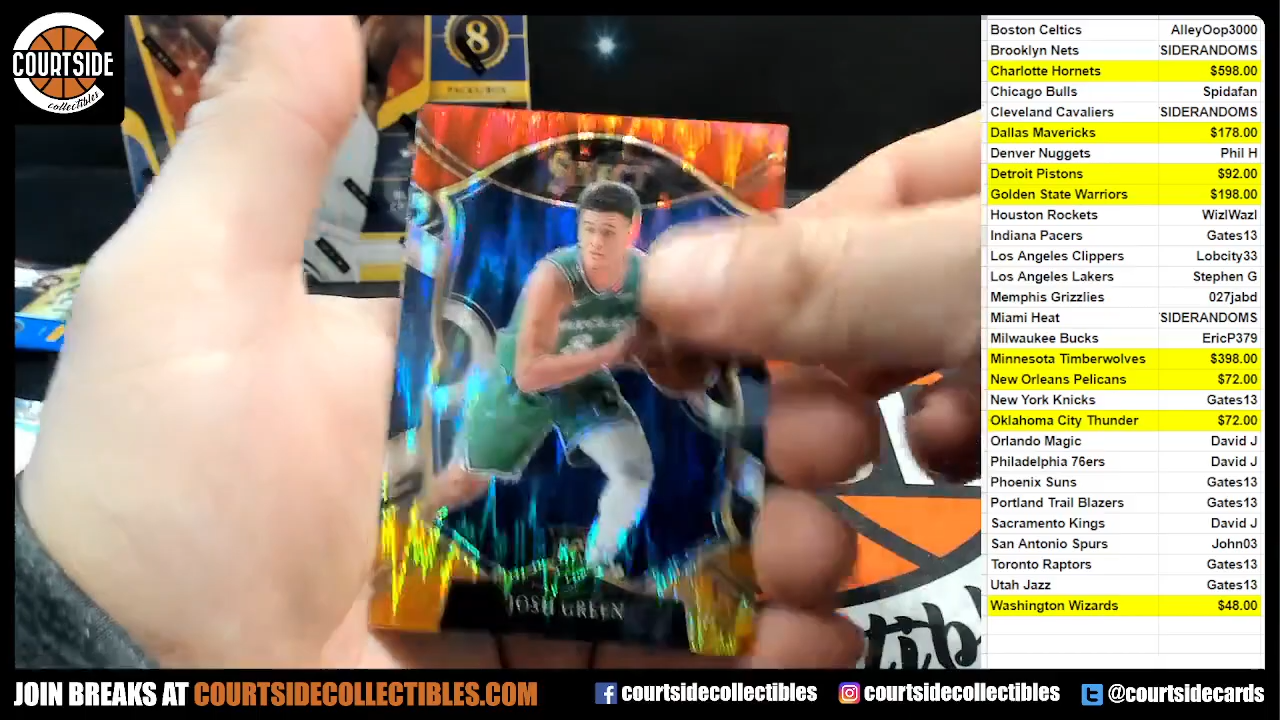 COURTSIDE
collectibles
8
SELECT
JOSH GREEN
Boston Celtics AlleyOop3000
Brooklyn Nets SIDERANDOMS
Charlotte Hornets $598.00
Chicago Bulls Spidafan
Cleveland Cavaliers SIDERANDOMS
Dallas Mavericks $178.00
Denver Nuggets Phil H
Detroit Pistons $92.00
Golden State Warriors $198.00
Houston Rockets WizlWazl
Indiana Pacers Gates13
Los Angeles Clippers Lobcity33
Los Angeles Lakers Stephen G
Memphis Grizzlies 027jabd
Miami Heat SIDERANDOMS
Milwaukee Bucks EricP379
Minnesota Timberwolves $398.00
New Orleans Pelicans $72.00
New York Knicks Gates13
Oklahoma City Thunder $72.00
Orlando Magic David J
Philadelphia 76ers David J
Phoenix Suns Gates13
Portland Trail Blazers Gates13
Sacramento Kings David J
San Antonio Spurs John03
Toronto Raptors Gates13
Utah Jazz Gates13
Washington Wizards $48.00
JOIN BREAKS AT COURTSIDECOLLECTIBLES.COM
courtsidecollectibles
courtsidecollectibles
@courtsidecards